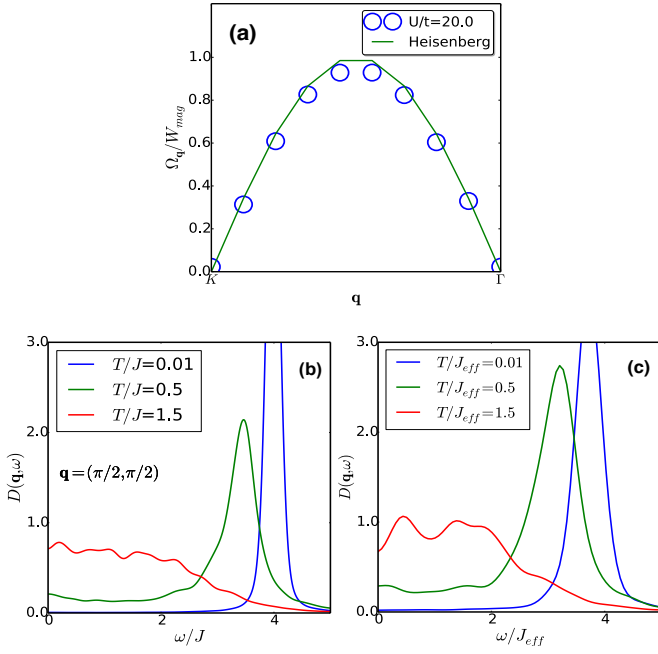 (a)
U/t=20.0
Heisenberg
1.0
0.8
0.6
0.4
0.2
0.0
Ω_q/W_mag
K
Γ
q
(b)
T/J=0.01
T/J=0.5
T/J=1.5
q=(π/2,π/2)
3.0
2.0
1.0
0.0
D(q,ω)
0
2
4
ω/J
(c)
T/J_eff=0.01
T/J_eff=0.5
T/J_eff=1.5
3.0
2.0
1.0
0.0
D(q,ω)
0
2
4
ω/J_eff